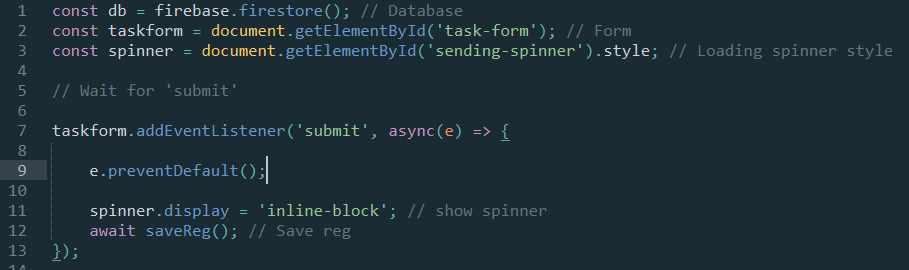 1 const db = firebase.firestore(); // Database
2 const taskform = document.getElementById('task-form'); // Form
3 const spinner = document.getElementById('sending-spinner').style; // Loading spinner style
4
5 // Wait for 'submit'
6
7 taskform.addEventListener('submit', async(e) => {
8
9     e.preventDefault();
10
11     spinner.display = 'inline-block'; // show spinner
12     await saveReg(); // Save reg
13 });
14